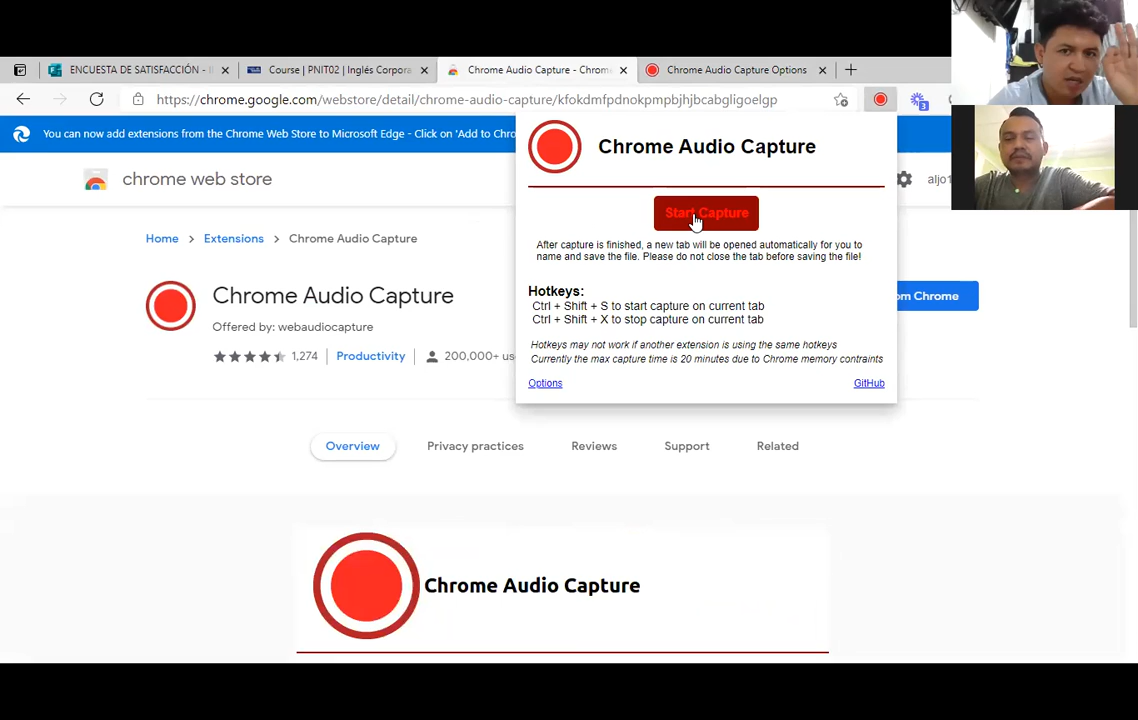 ENCUESTA DE SATISFACCIÓN - I
Course | PNIT02 | Inglés Corpora
Chrome Audio Capture - Chrom
Chrome Audio Capture Options
https://chrome.google.com/webstore/detail/chrome-audio-capture/kfokdmfpdnokpmpbjhjbcabgligoelgp
3
You can now add extensions from the Chrome Web Store to Microsoft Edge - Click on 'Add to Chro
chrome web store
aljo1
Home
Extensions
Chrome Audio Capture
Chrome Audio Capture
Offered by: webaudiocapture
1,274
Productivity
200,000+ us
om Chrome
Chrome Audio Capture
Start Capture
After capture is finished, a new tab will be opened automatically for you to
name and save the file. Please do not close the tab before saving the file!
Hotkeys:
Ctrl + Shift + S to start capture on current tab
Ctrl + Shift + X to stop capture on current tab
Hotkeys may not work if another extension is using the same hotkeys
Currently the max capture time is 20 minutes due to Chrome memory contraints
Options
GitHub
Overview
Privacy practices
Reviews
Support
Related
Chrome Audio Capture